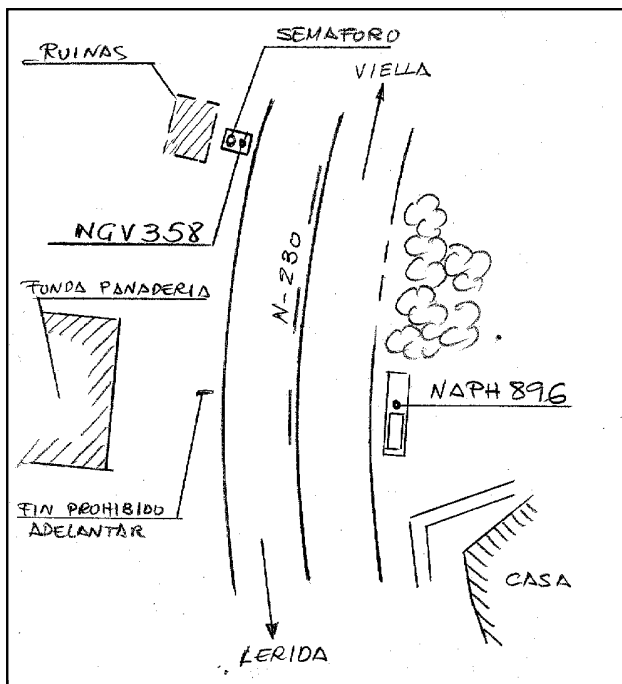 SEMAFORO
RUINAS
VIELLA
NGV358
N-230
FUNDA PANADERIA
NAPH 896
FIN PROHIBIDO
ADELANTAR
CASA
LERIDA